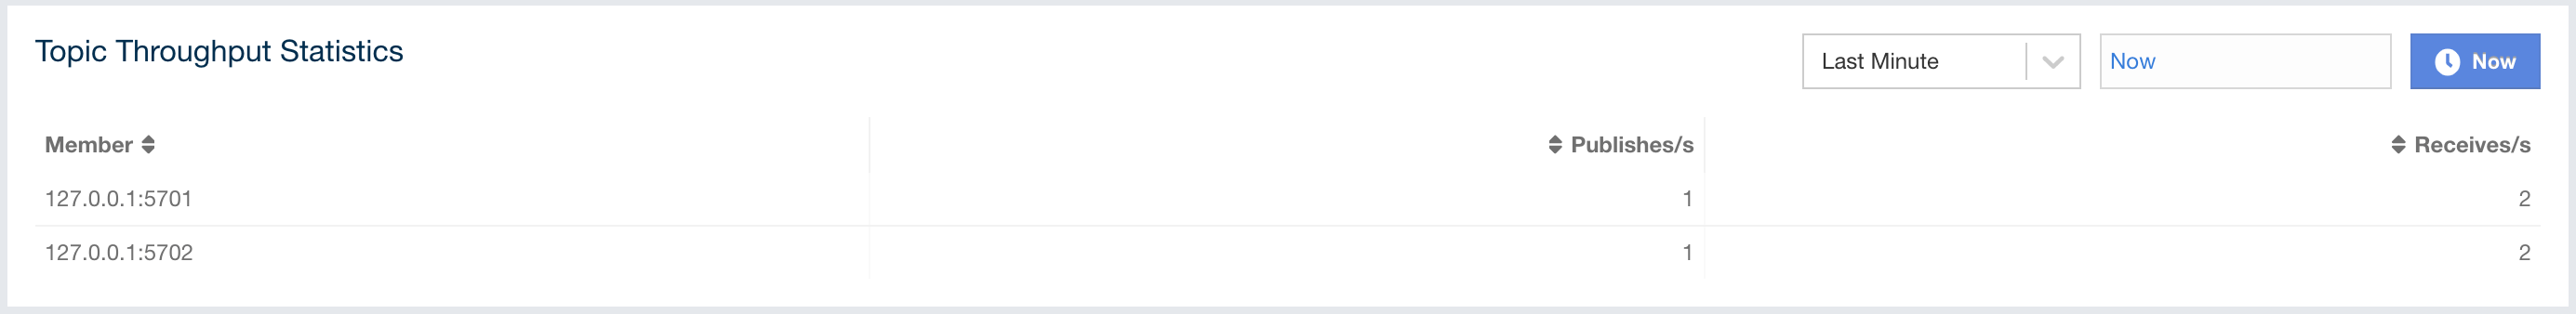 Topic Throughput Statistics
Last Minute
Now
Now
Member Publishes/s Receives/s
127.0.0.1:5701 1 2
127.0.0.1:5702 1 2